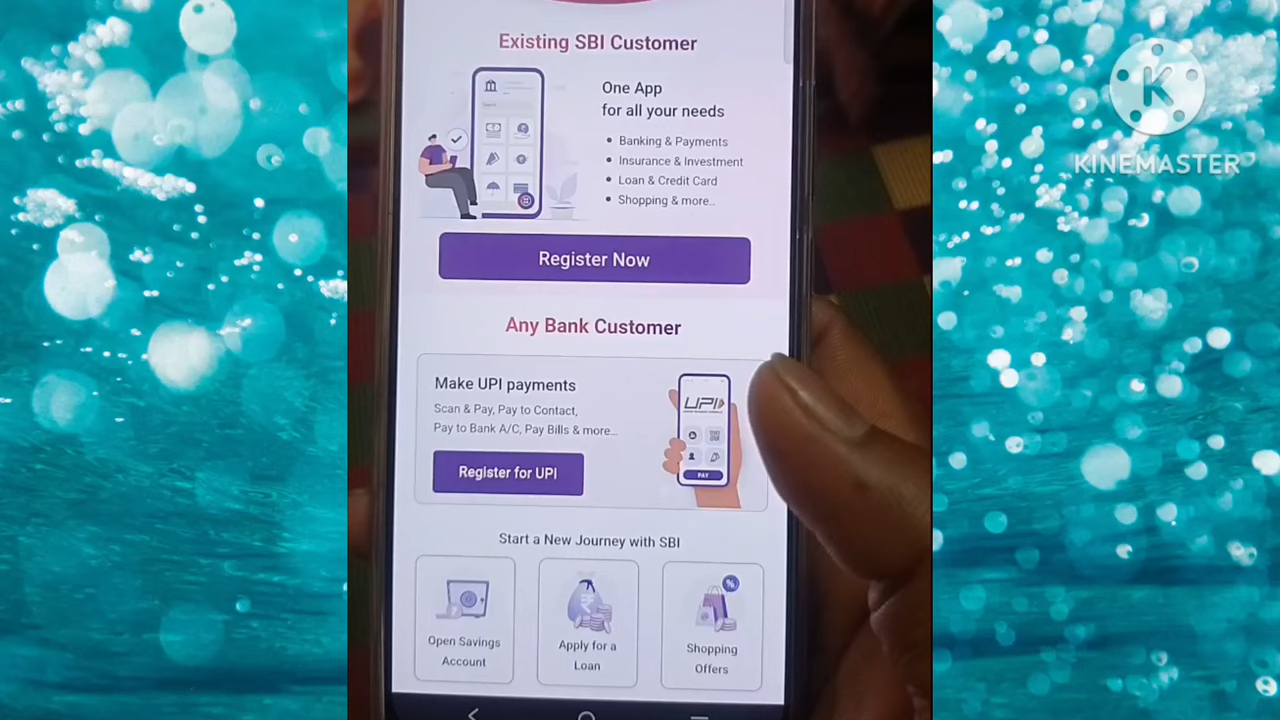 Existing SBI Customer
One App
for all your needs
Banking & Payments
Insurance & Investment
Loan & Credit Card
Shopping & more..
Register Now
Any Bank Customer
Make UPI payments
Scan & Pay, Pay to Contact,
Pay to Bank A/C, Pay Bills & more...
Register for UPI
UPI
PAY
Start a New Journey with SBI
Open Savings
Account
Apply for a
Loan
Shopping
Offers
K
KINEMASTER